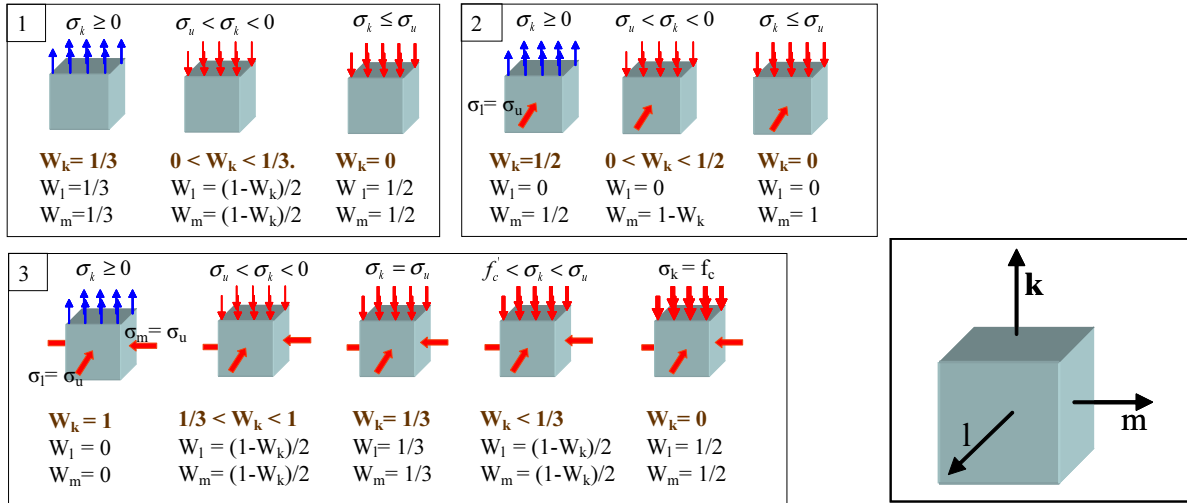 1
σk ≥ 0 σu < σk < 0 σk ≤ σu
Wk= 1/3 0 < Wk < 1/3. Wk= 0
Wl =1/3 Wl = (1-Wk)/2 W l= 1/2
Wm=1/3 Wm= (1-Wk)/2 Wm= 1/2
2
σk ≥ 0 σu < σk < 0 σk ≤ σu
σl= σu
Wk=1/2 0 < Wk < 1/2 Wk= 0
Wl = 0 Wl = 0 Wl = 0
Wm= 1/2 Wm= 1-Wk Wm= 1
3
σk ≥ 0 σu < σk < 0 σk = σu fc' < σk < σu σk = fc
σm= σu
σl= σu
Wk = 1 1/3 < Wk < 1 Wk= 1/3 Wk < 1/3 Wk= 0
Wl = 0 Wl = (1-Wk)/2 Wl= 1/3 Wl = (1-Wk)/2 Wl= 1/2
Wm= 0 Wm= (1-Wk)/2 Wm= 1/3 Wm= (1-Wk)/2 Wm= 1/2
k
l
m